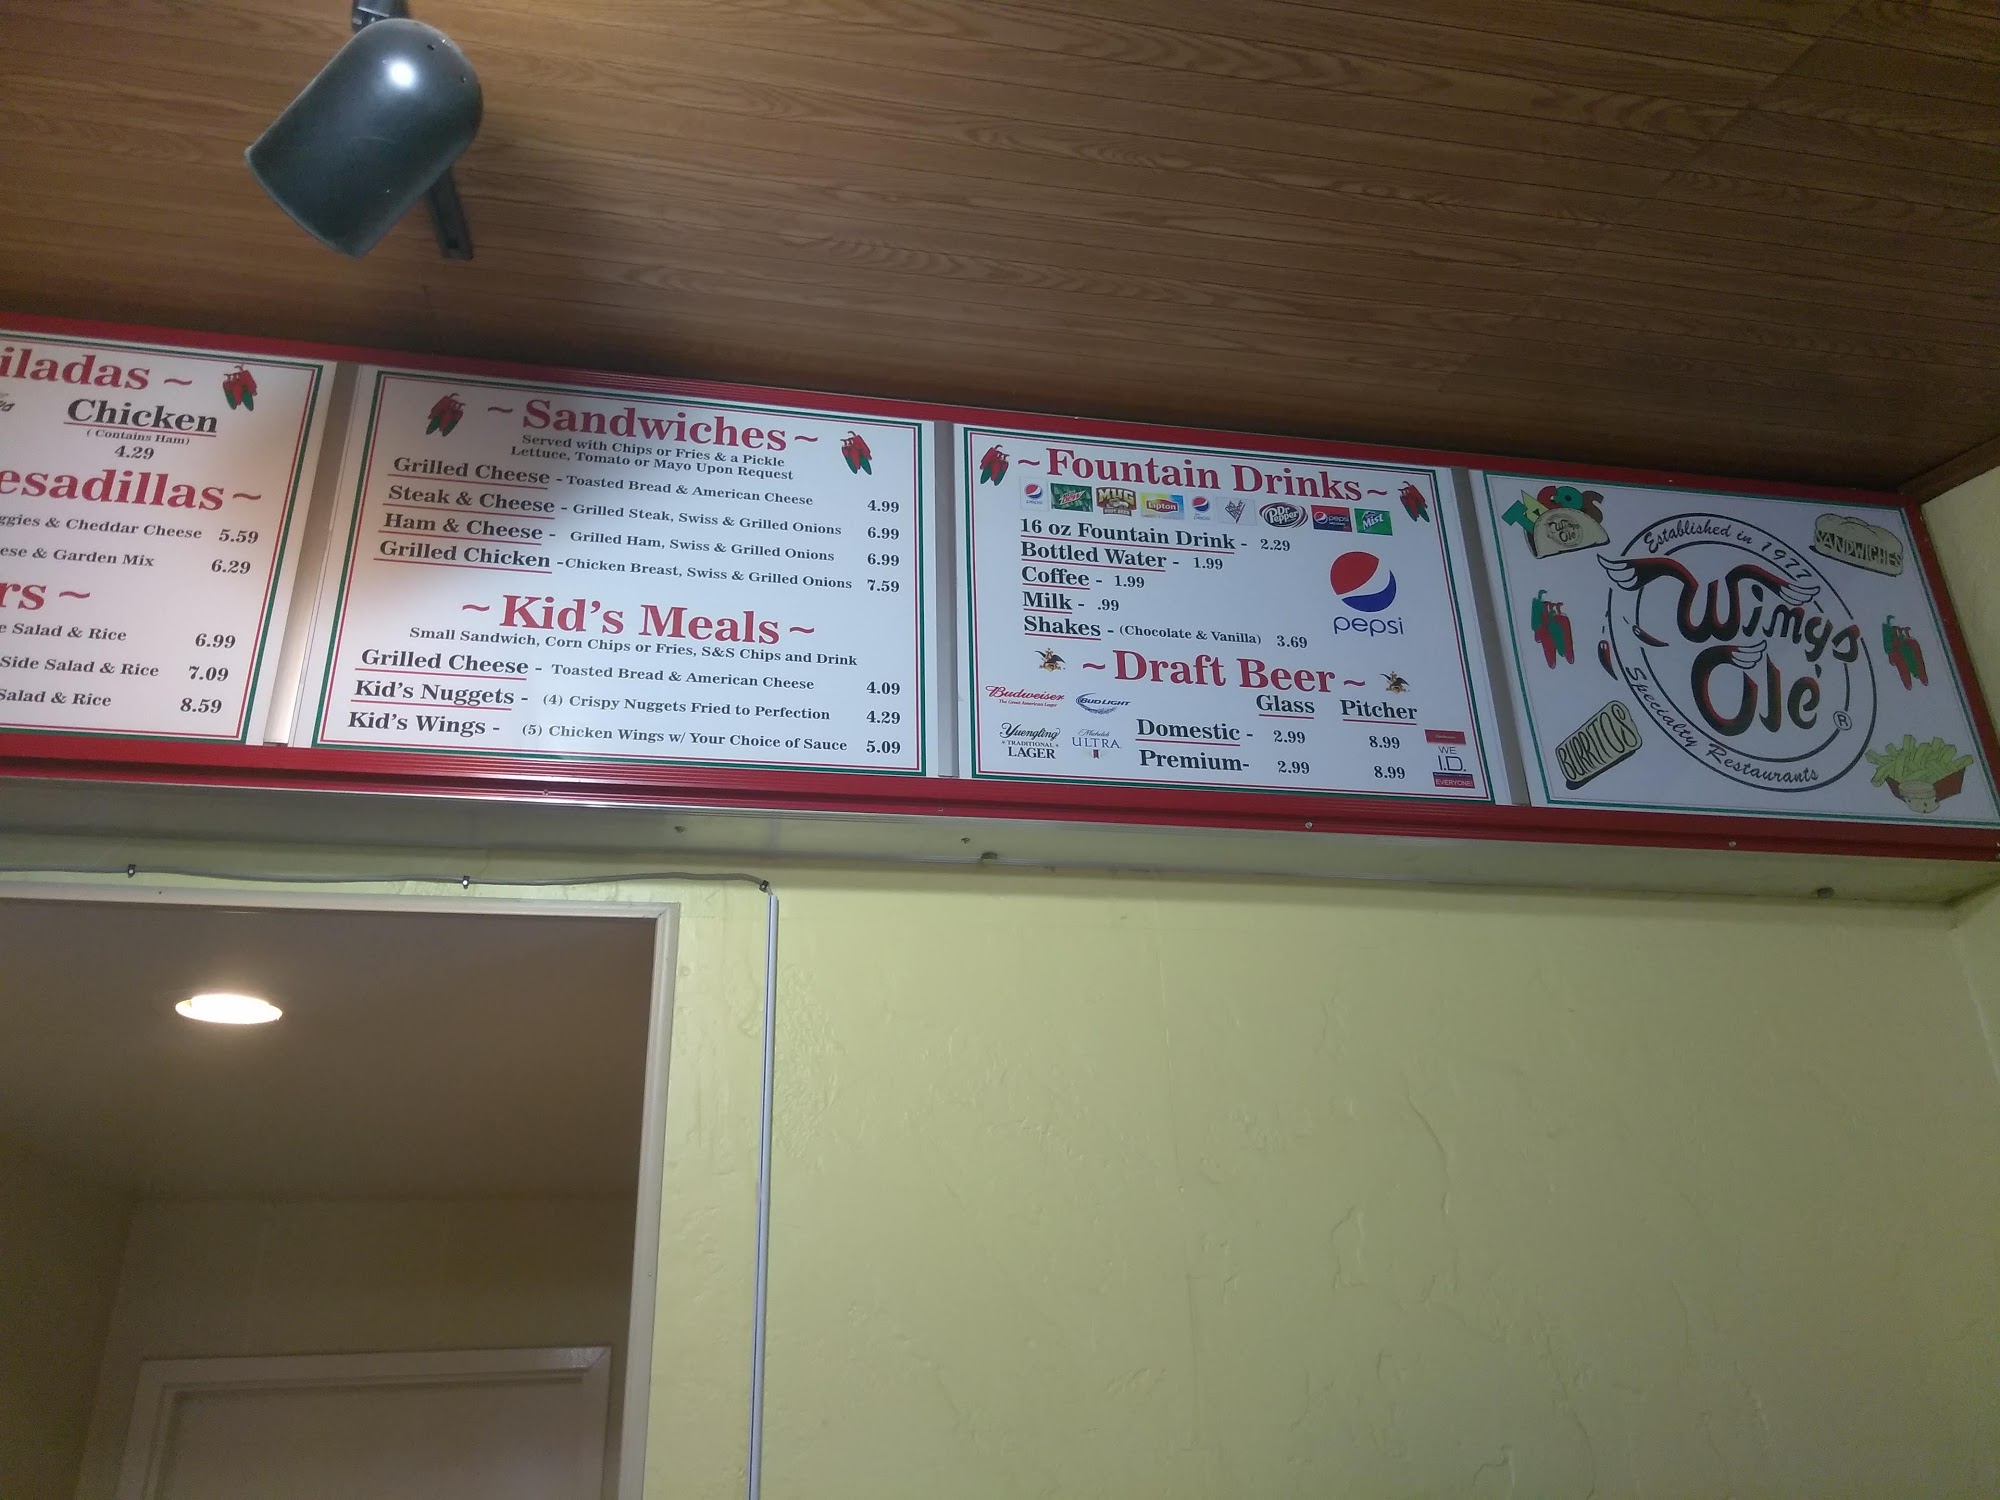 iladas ~
Chicken
( Contains Ham)
4.29
esadillas ~
ggies & Cheddar Cheese 5.59
ese & Garden Mix 6.29
rs ~
e Salad & Rice 6.99
Side Salad & Rice 7.09
Salad & Rice 8.59
~ Sandwiches ~
Served with Chips or Fries & a Pickle
Lettuce, Tomato or Mayo Upon Request
Grilled Cheese - Toasted Bread & American Cheese 4.99
Steak & Cheese - Grilled Steak, Swiss & Grilled Onions 6.99
Ham & Cheese - Grilled Ham, Swiss & Grilled Onions 6.99
Grilled Chicken -Chicken Breast, Swiss & Grilled Onions 7.59
~ Kid's Meals ~
Small Sandwich, Corn Chips or Fries, S&S Chips and Drink
Grilled Cheese - Toasted Bread & American Cheese 4.09
Kid's Nuggets - (4) Crispy Nuggets Fried to Perfection 4.29
Kid's Wings - (5) Chicken Wings w/ Your Choice of Sauce 5.09
~ Fountain Drinks ~
MUG Lipton Dr Pepper pepsi Mist
16 oz Fountain Drink - 2.29
Bottled Water - 1.99
Coffee - 1.99
Milk - .99
Shakes - (Chocolate & Vanilla) 3.69
pepsi
~ Draft Beer ~
Budweiser BUD LIGHT
Yuengling
TRADITIONAL
LAGER
Michelob
ULTRA
Glass Pitcher
Domestic - 2.99 8.99
Premium- 2.99 8.99
WE
I.D.
EVERYONE
TACOS
SANDWICHES
Established in 1977
Wings
Olé ®
Specialty Restaurants
BURRITOS